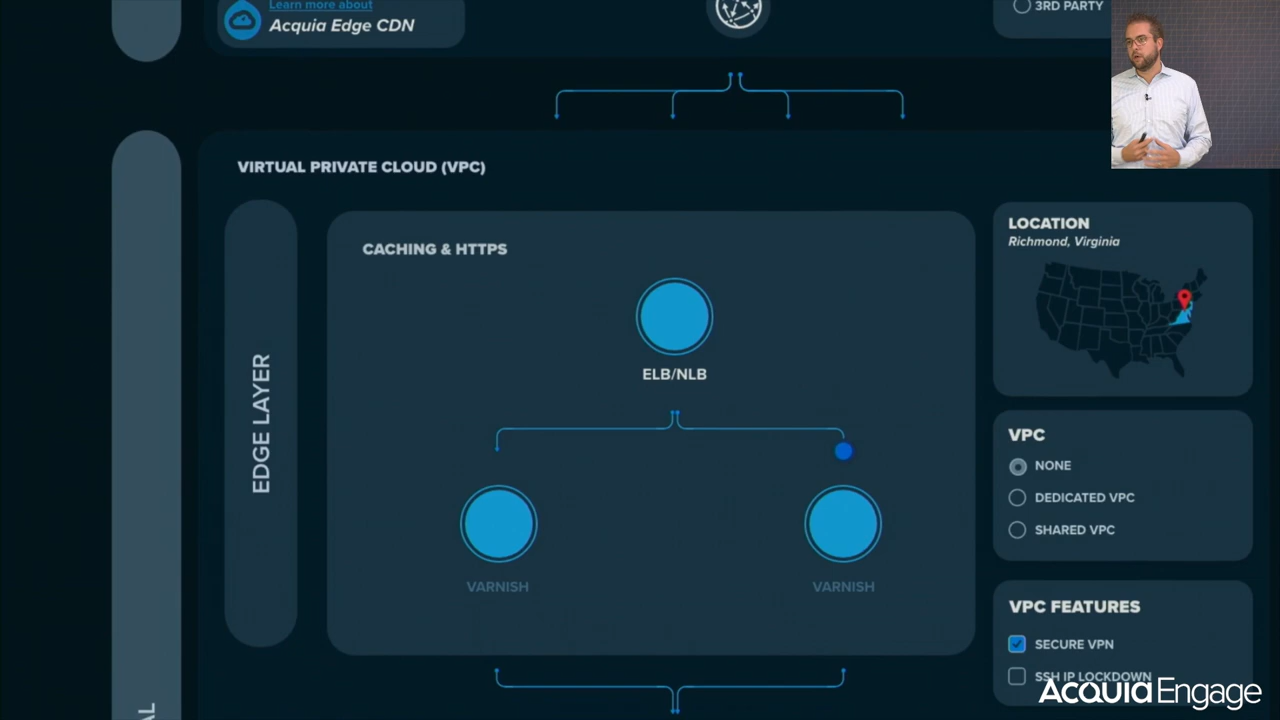 Learn more about
Acquia Edge CDN
3RD PARTY
VIRTUAL PRIVATE CLOUD (VPC)
EDGE LAYER
CACHING & HTTPS
ELB/NLB
VARNISH
VARNISH
LOCATION
Richmond, Virginia
VPC
NONE
DEDICATED VPC
SHARED VPC
VPC FEATURES
SECURE VPN
SSH IP LOCKDOWN
AL
Acquia Engage